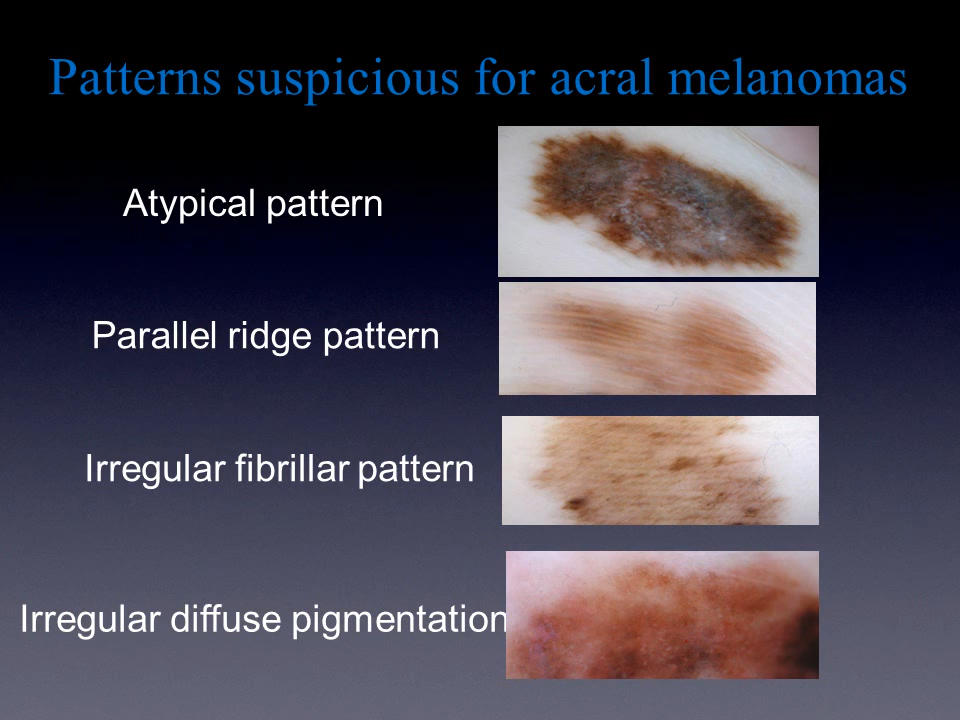 Patterns suspicious for acral melanomas
Atypical pattern
Parallel ridge pattern
Irregular fibrillar pattern
Irregular diffuse pigmentation